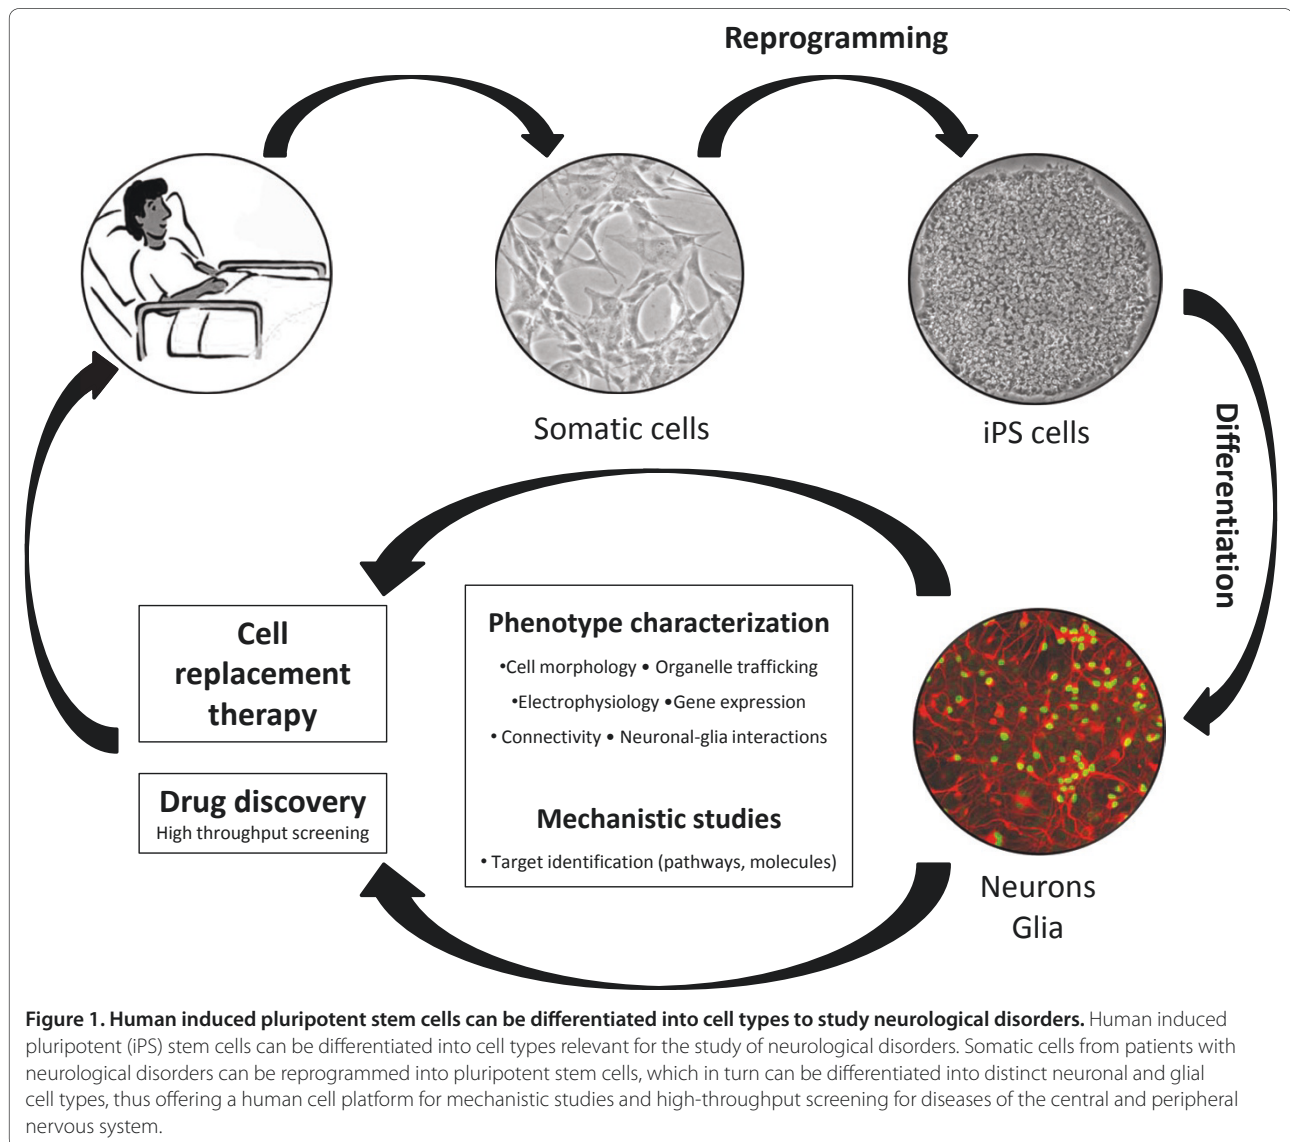 Reprogramming
Somatic cells
iPS cells
Differentiation
Cell
replacement
therapy
Drug discovery
High throughput screening
Phenotype characterization
•Cell morphology • Organelle trafficking
•Electrophysiology •Gene expression
• Connectivity • Neuronal-glia interactions
Mechanistic studies
• Target identification (pathways, molecules)
Neurons
Glia
Figure 1. Human induced pluripotent stem cells can be differentiated into cell types to study neurological disorders. Human induced
pluripotent (iPS) stem cells can be differentiated into cell types relevant for the study of neurological disorders. Somatic cells from patients with
neurological disorders can be reprogrammed into pluripotent stem cells, which in turn can be differentiated into distinct neuronal and glial
cell types, thus offering a human cell platform for mechanistic studies and high-throughput screening for diseases of the central and peripheral
nervous system.